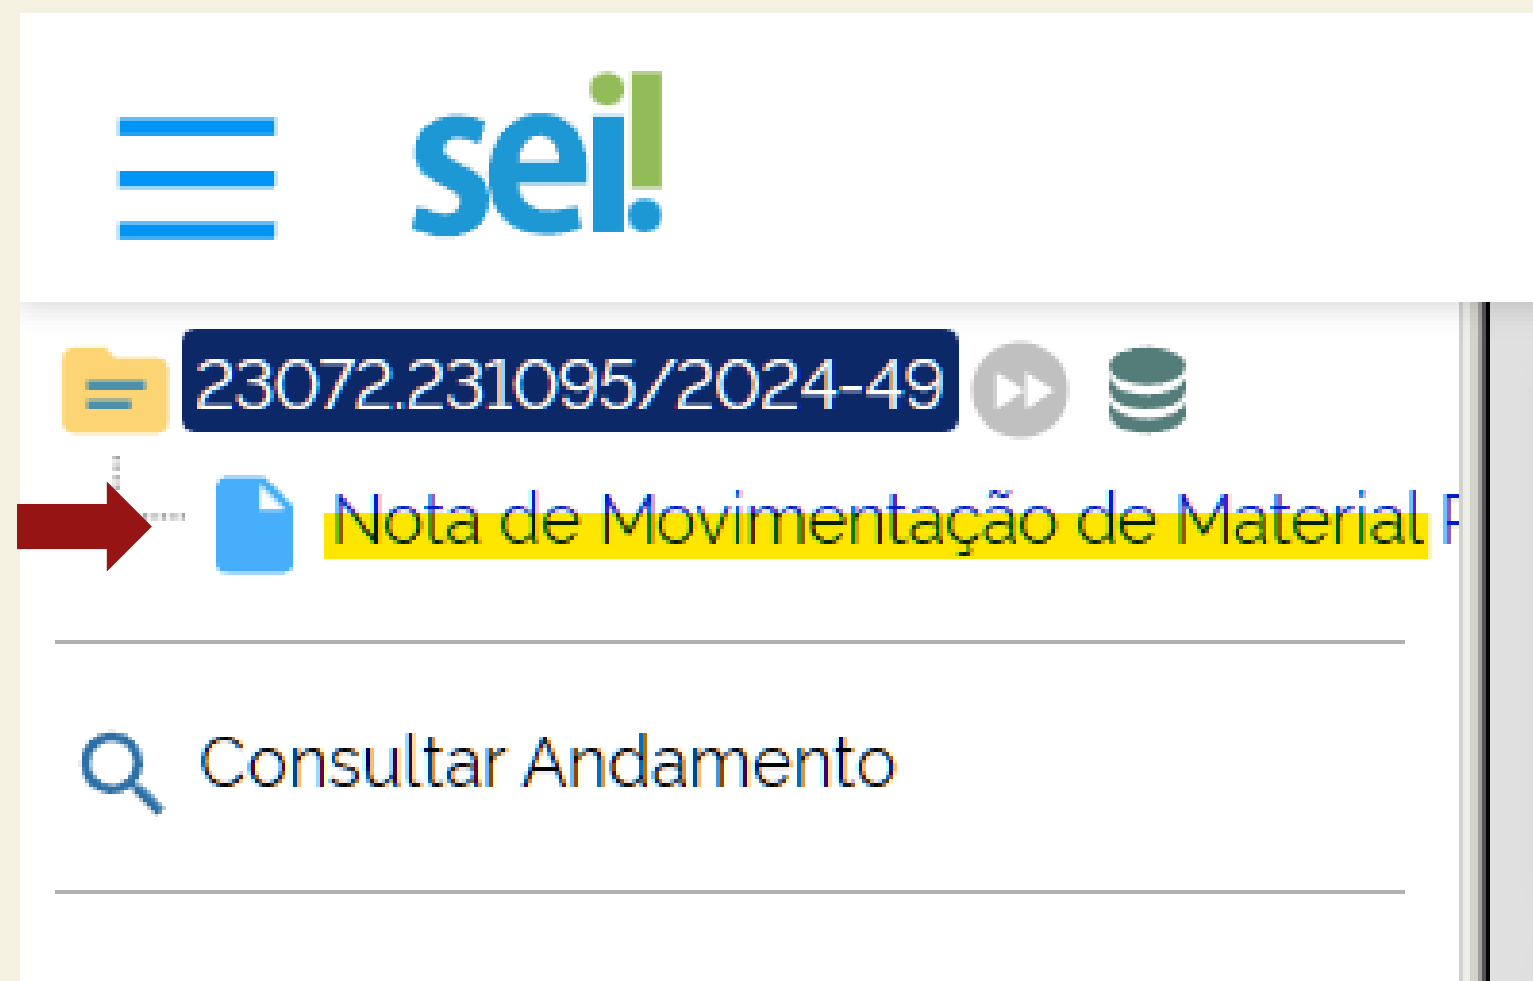 sei!
23072.231095/2024-49
Nota de Movimentação de Material
Consultar Andamento